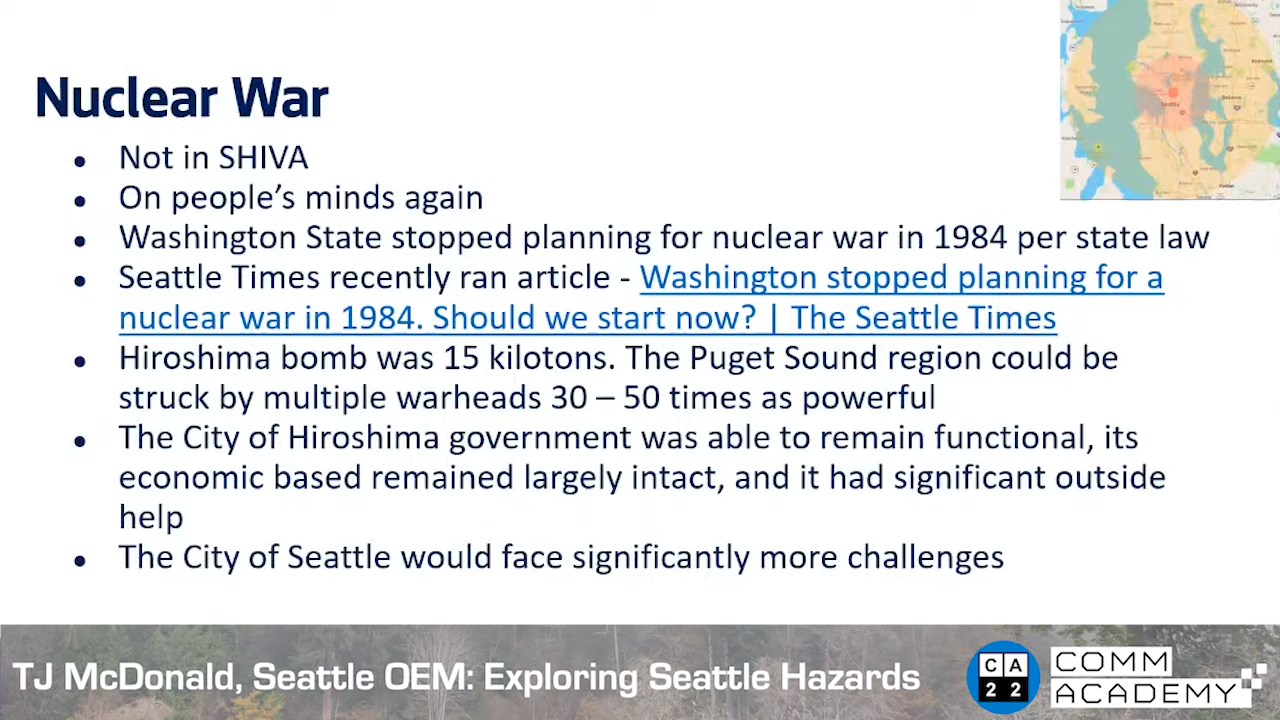 Nuclear War
Not in SHIVA
On people's minds again
Washington State stopped planning for nuclear war in 1984 per state law
Seattle Times recently ran article - Washington stopped planning for a
nuclear war in 1984. Should we start now? | The Seattle Times
Hiroshima bomb was 15 kilotons. The Puget Sound region could be
struck by multiple warheads 30 – 50 times as powerful
The City of Hiroshima government was able to remain functional, its
economic based remained largely intact, and it had significant outside
help
The City of Seattle would face significantly more challenges
Seattle
TJ McDonald, Seattle OEM: Exploring Seattle Hazards
CA
22
COMM
ACADEMY